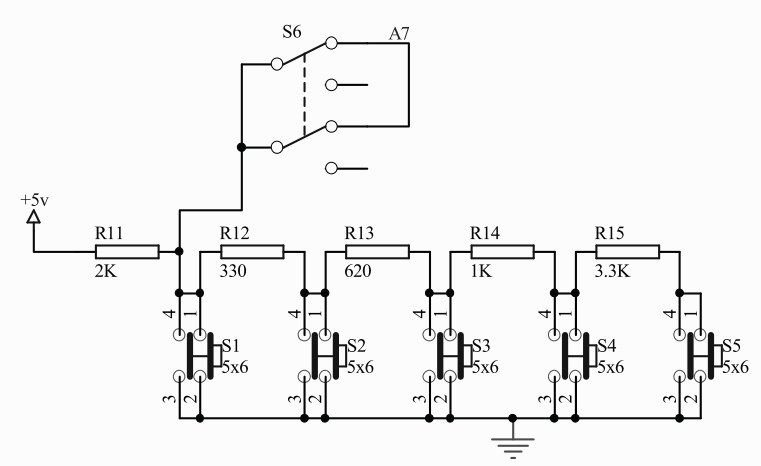 S6 A7
+5v
R11 R12 R13 R14 R15
2K 330 620 1K 3.3K
4 1 4 1 4 1 4 1 4 1
S1 S2 S3 S4 S5
5x6 5x6 5x6 5x6 5x6
3 2 3 2 3 2 3 2 3 2